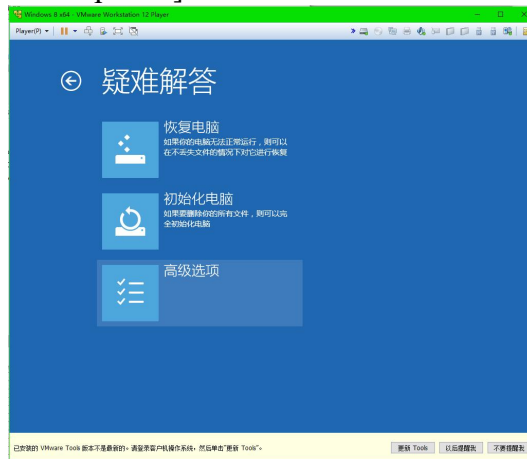 Windows 8 x64 - VMware Workstation 12 Player
Player(P)
疑难解答
恢复电脑
如果你的电脑无法正常运行，则可以
在不丢失文件的情况下对它进行恢复
初始化电脑
如果要删除你的所有文件，则可以完
全初始化电脑
高级选项
已安装的 VMware Tools 版本不是最新的。请登录客户机操作系统，然后单击“更新 Tools”。
更新 Tools
以后提醒我
不要提醒我